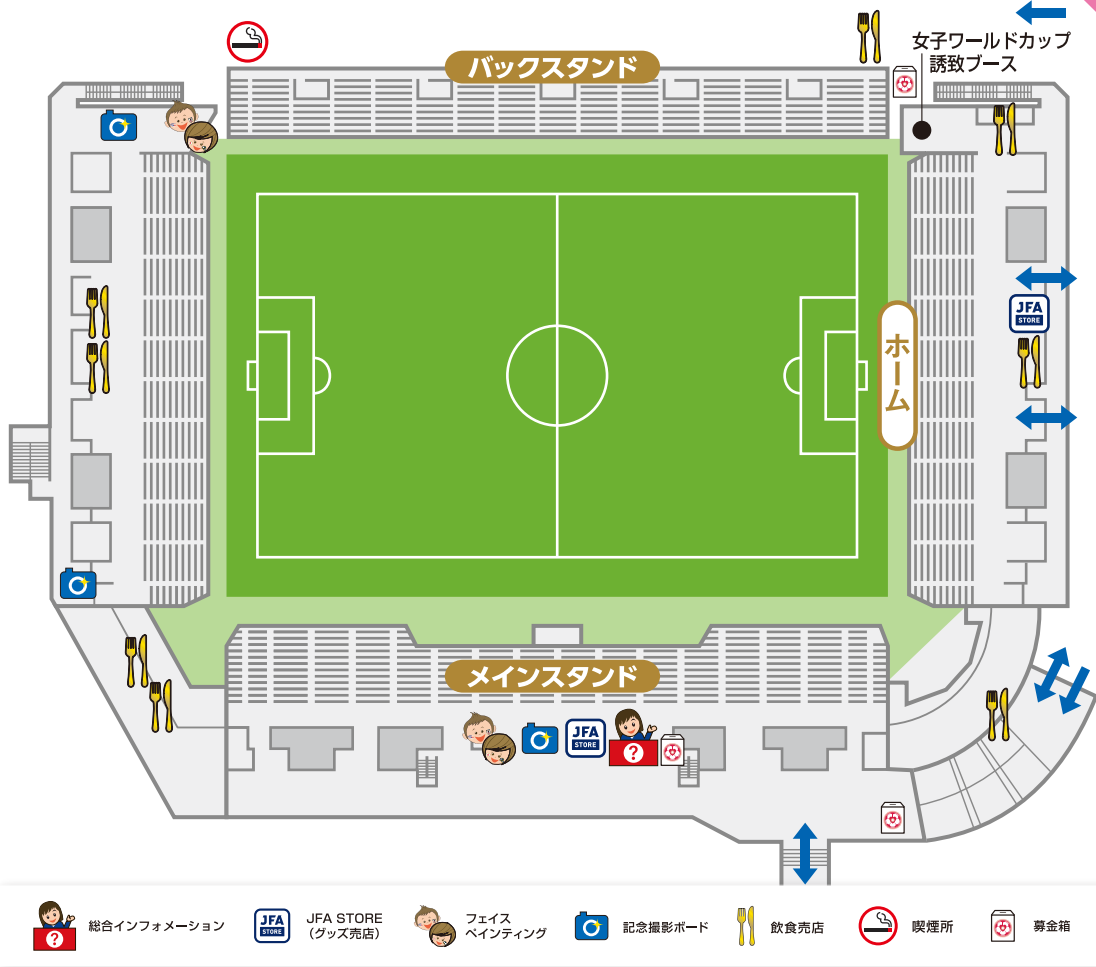 女子ワールドカップ
誘致ブース
バックスタンド
JFA
STORE
ホーム
メインスタンド
JFA
STORE
?
?
総合インフォメーション
JFA
STORE
JFA STORE
(グッズ売店)
フェイス
ペインティング
記念撮影ボード
飲食売店
喫煙所
募金箱